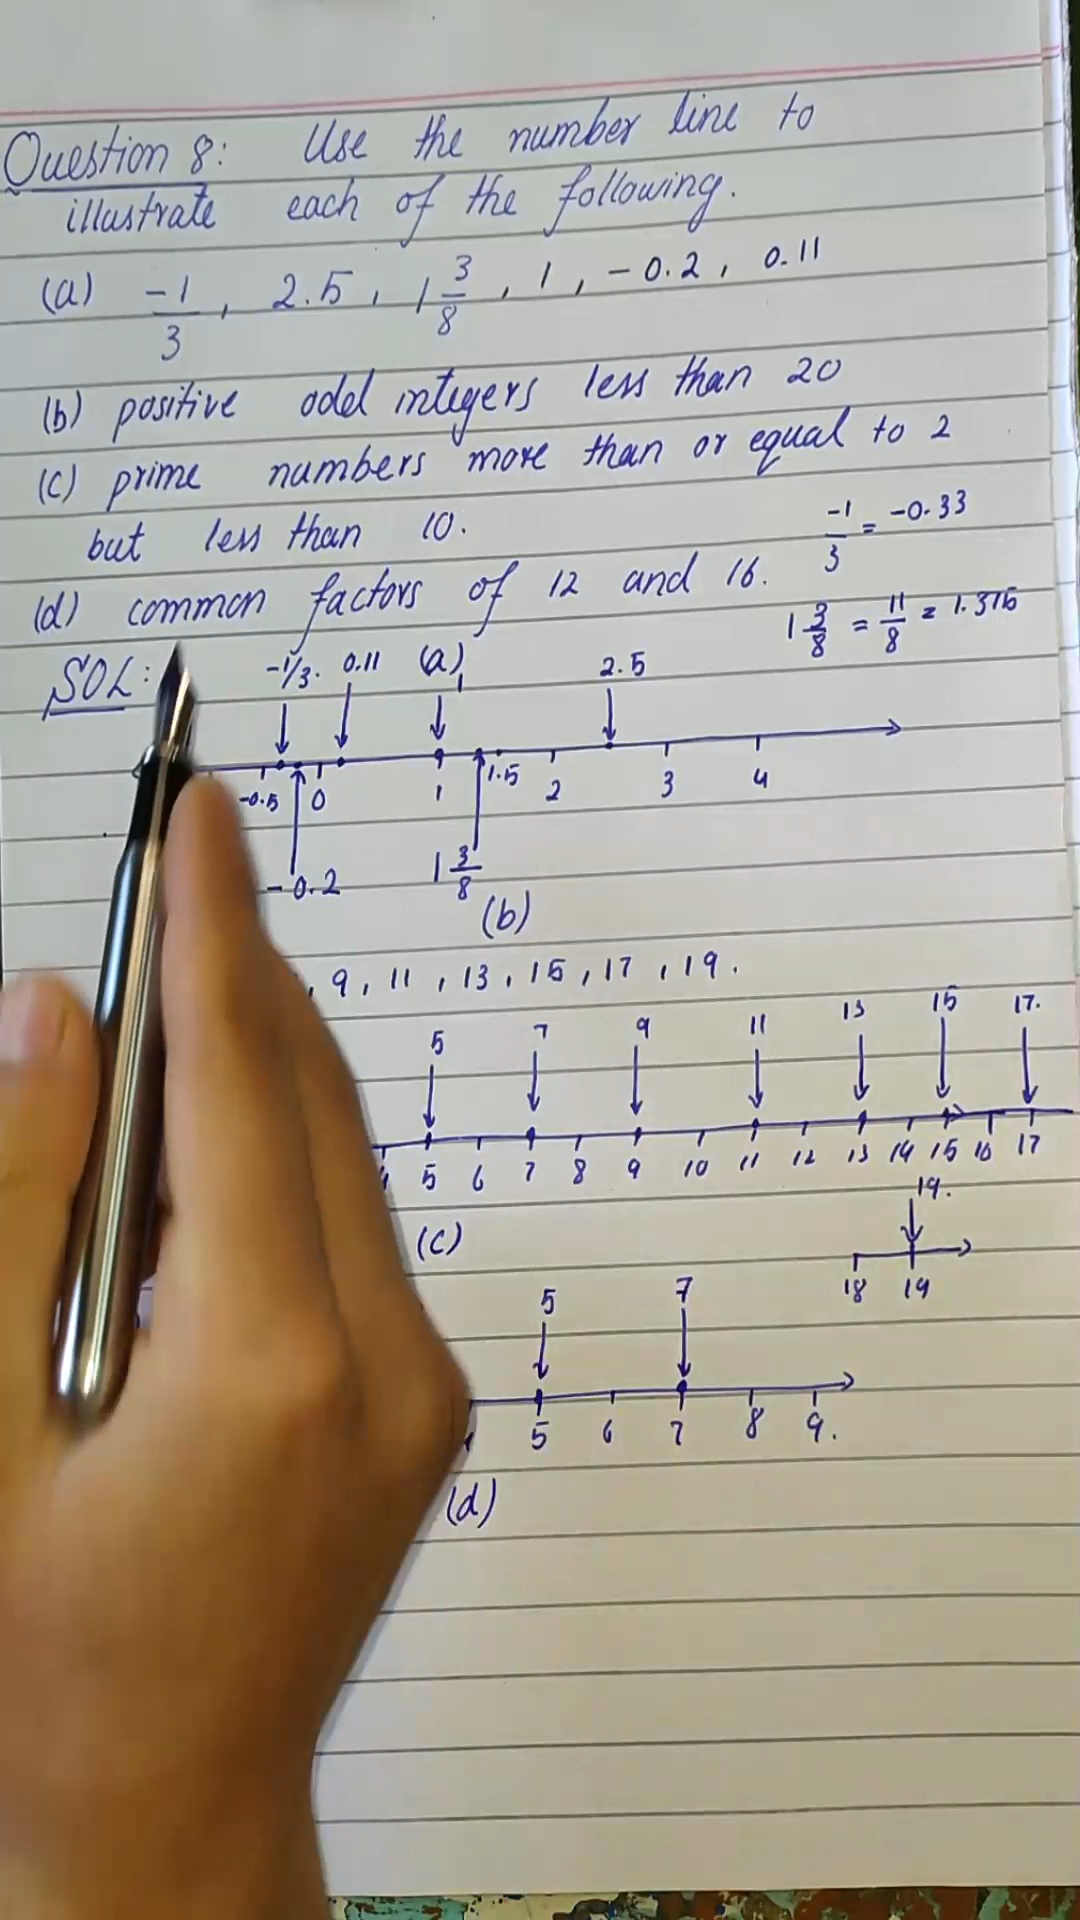 Question 8: Use the number line to
illustrate each of the following.
(a) -1/3, 2.5, 1 3/8, 1, -0.2, 0.11
(b) positive odd integers less than 20
(c) prime numbers more than or equal to 2
but less than 10.
-1/3 = -0.33
(d) common factors of 12 and 16.
1 3/8 = 11/8 = 1.375
SOL:
-1/3. 0.11 (a) 1 2.5
-0.5 0 1 1.5 2 3 4
-0.2 1 3/8
(b)
, 9, 11, 13, 15, 17, 19.
5 7 9 11 13 15 17.
4 5 6 7 8 9 10 11 12 13 14 15 16 17
19.
(c)
18 19
5 7
5 6 7 8 9.
(d)